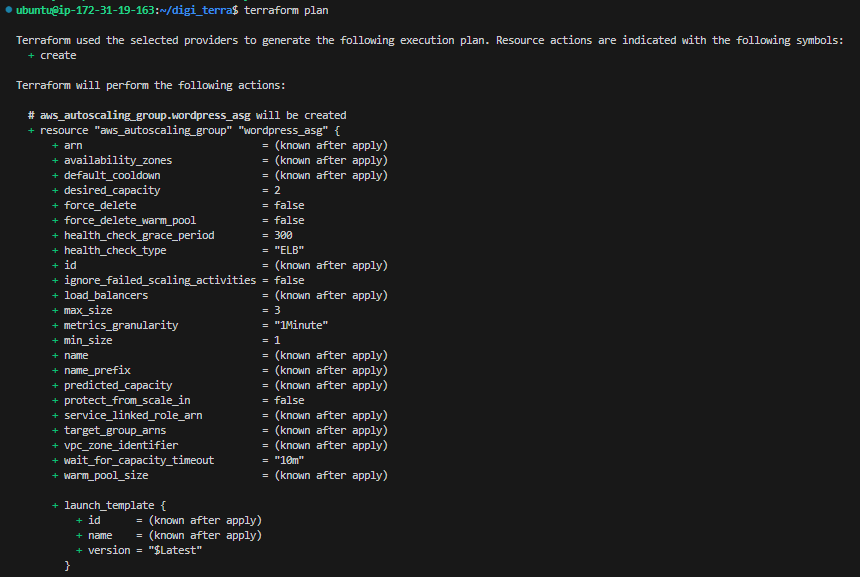 ubuntu@ip-172-31-19-163:~/digi_terra$ terraform plan
Terraform used the selected providers to generate the following execution plan. Resource actions are indicated with the following symbols:
+ create
Terraform will perform the following actions:
# aws_autoscaling_group.wordpress_asg will be created
+ resource "aws_autoscaling_group" "wordpress_asg" {
+ arn = (known after apply)
+ availability_zones = (known after apply)
+ default_cooldown = (known after apply)
+ desired_capacity = 2
+ force_delete = false
+ force_delete_warm_pool = false
+ health_check_grace_period = 300
+ health_check_type = "ELB"
+ id = (known after apply)
+ ignore_failed_scaling_activities = false
+ load_balancers = (known after apply)
+ max_size = 3
+ metrics_granularity = "1Minute"
+ min_size = 1
+ name = (known after apply)
+ name_prefix = (known after apply)
+ predicted_capacity = (known after apply)
+ protect_from_scale_in = false
+ service_linked_role_arn = (known after apply)
+ target_group_arns = (known after apply)
+ vpc_zone_identifier = (known after apply)
+ wait_for_capacity_timeout = "10m"
+ warm_pool_size = (known after apply)
+ launch_template {
+ id = (known after apply)
+ name = (known after apply)
+ version = "$Latest"
}